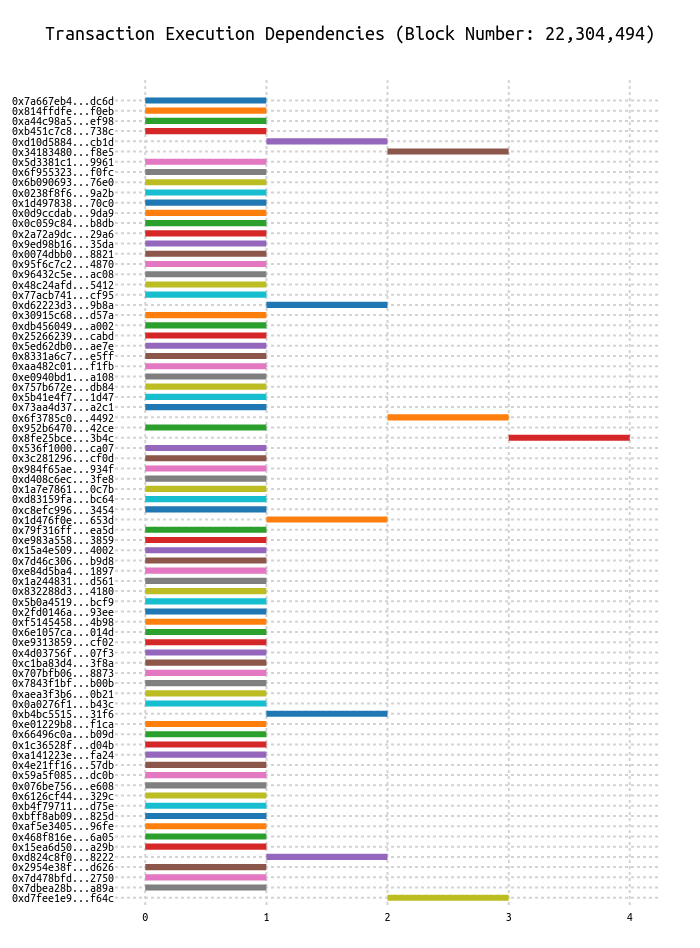 Transaction Execution Dependencies (Block Number: 22,304,494)
0x7a667eb4...dc6d
0x814ffdfe...f0eb
0xa44c98a5...ef98
0xb451c7c8...738c
0xd10d5884...cb1d
0x34183480...f8e5
0x5d3381c1...9961
0x6f955323...f0fc
0x6b090693...76e0
0x0238f8f6...9a2b
0x1d497838...70c0
0x0d9ccdab...9da9
0x0c059c84...b8db
0x2a72a9dc...29a6
0x9ed98b16...35da
0x0074dbb0...8821
0x95f6c7c2...4870
0x96432c5e...ac08
0x48c24afd...5412
0x77acb741...cf95
0xd62223d3...9b8a
0x30915c68...d57a
0xdb456049...a002
0x25266239...cabd
0x5ed62db0...ae7e
0x8331a6c7...e5ff
0xaa482c01...f1fb
0xe0940bd1...a108
0x757b672e...db84
0x5b41e4f7...1d47
0x73aa4d37...a2c1
0x6f3785c0...4492
0x952b6470...42ce
0x8fe25bce...3b4c
0x536f1000...ca07
0x3c281296...cf0d
0x984f65ae...934f
0xd408c6ec...3fe8
0x1a7e7861...0c7b
0xd83159fa...bc64
0xc8efc996...3454
0x1d476f0e...653d
0x79f316ff...ea5d
0xe983a558...3859
0x15a4e509...4002
0x7d46c306...b9d8
0xe84d5ba4...1897
0x1a244831...d561
0x832288d3...4180
0x5b0a4519...bcf9
0x2fd0146a...93ee
0xf5145458...4b98
0x6e1057ca...014d
0xe9313859...cf02
0x4d03756f...07f3
0xc1ba83d4...3f8a
0x707bfb06...8873
0x7843f1bf...b00b
0xaea3f3b6...0b21
0x0a0276f1...b43c
0xb4bc5515...31f6
0xe01229b8...f1ca
0x66496c0a...b09d
0x1c36528f...d04b
0xa141223e...fa24
0x4e21ff16...57db
0x59a5f085...dc0b
0x076be756...e608
0x6126cf44...329c
0xb4f79711...d75e
0xbff8ab09...825d
0xaf5e3405...96fe
0x468f816e...6a05
0x15ea6d50...a29b
0xd824c8f0...8222
0x2954e38f...d626
0x7d478bfd...2750
0x7dbea28b...a89a
0xd7fee1e9...f64c
0 1 2 3 4